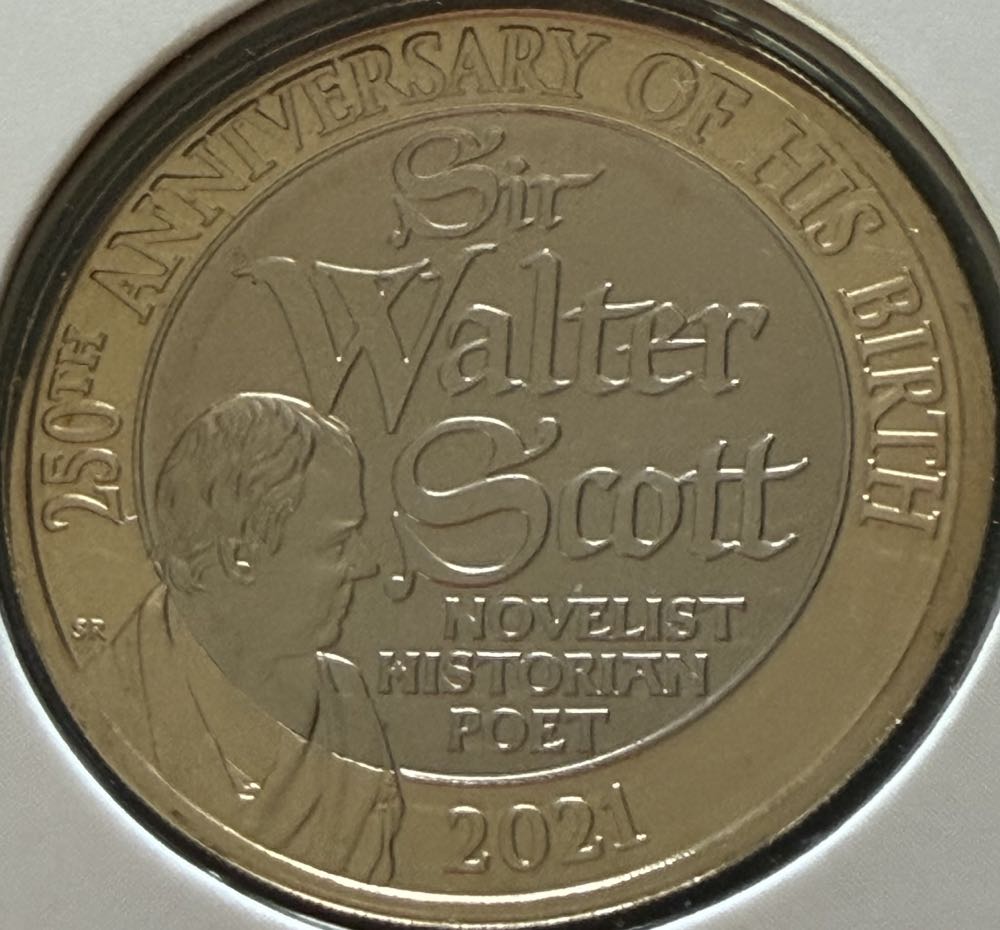 250TH ANNIVERSARY OF HIS BIRTH
Sir
Walter
Scott
NOVELIST
HISTORIAN
POET
SR
2021